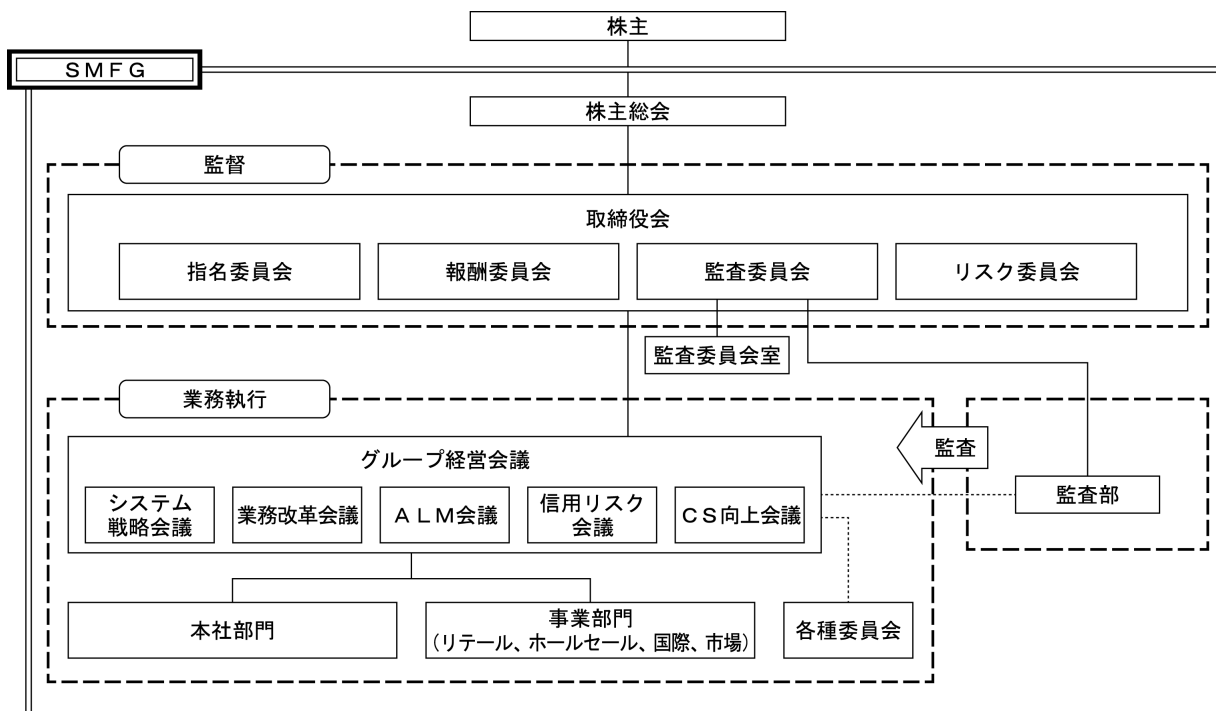 株主
ＳＭＦＧ
株主総会
監督
取締役会
指名委員会
報酬委員会
監査委員会
リスク委員会
監査委員会室
業務執行
監査
グループ経営会議
システム
戦略会議
業務改革会議
ＡＬＭ会議
信用リスク
会議
ＣＳ向上会議
監査部
本社部門
事業部門
(リテール、ホールセール、国際、市場)
各種委員会